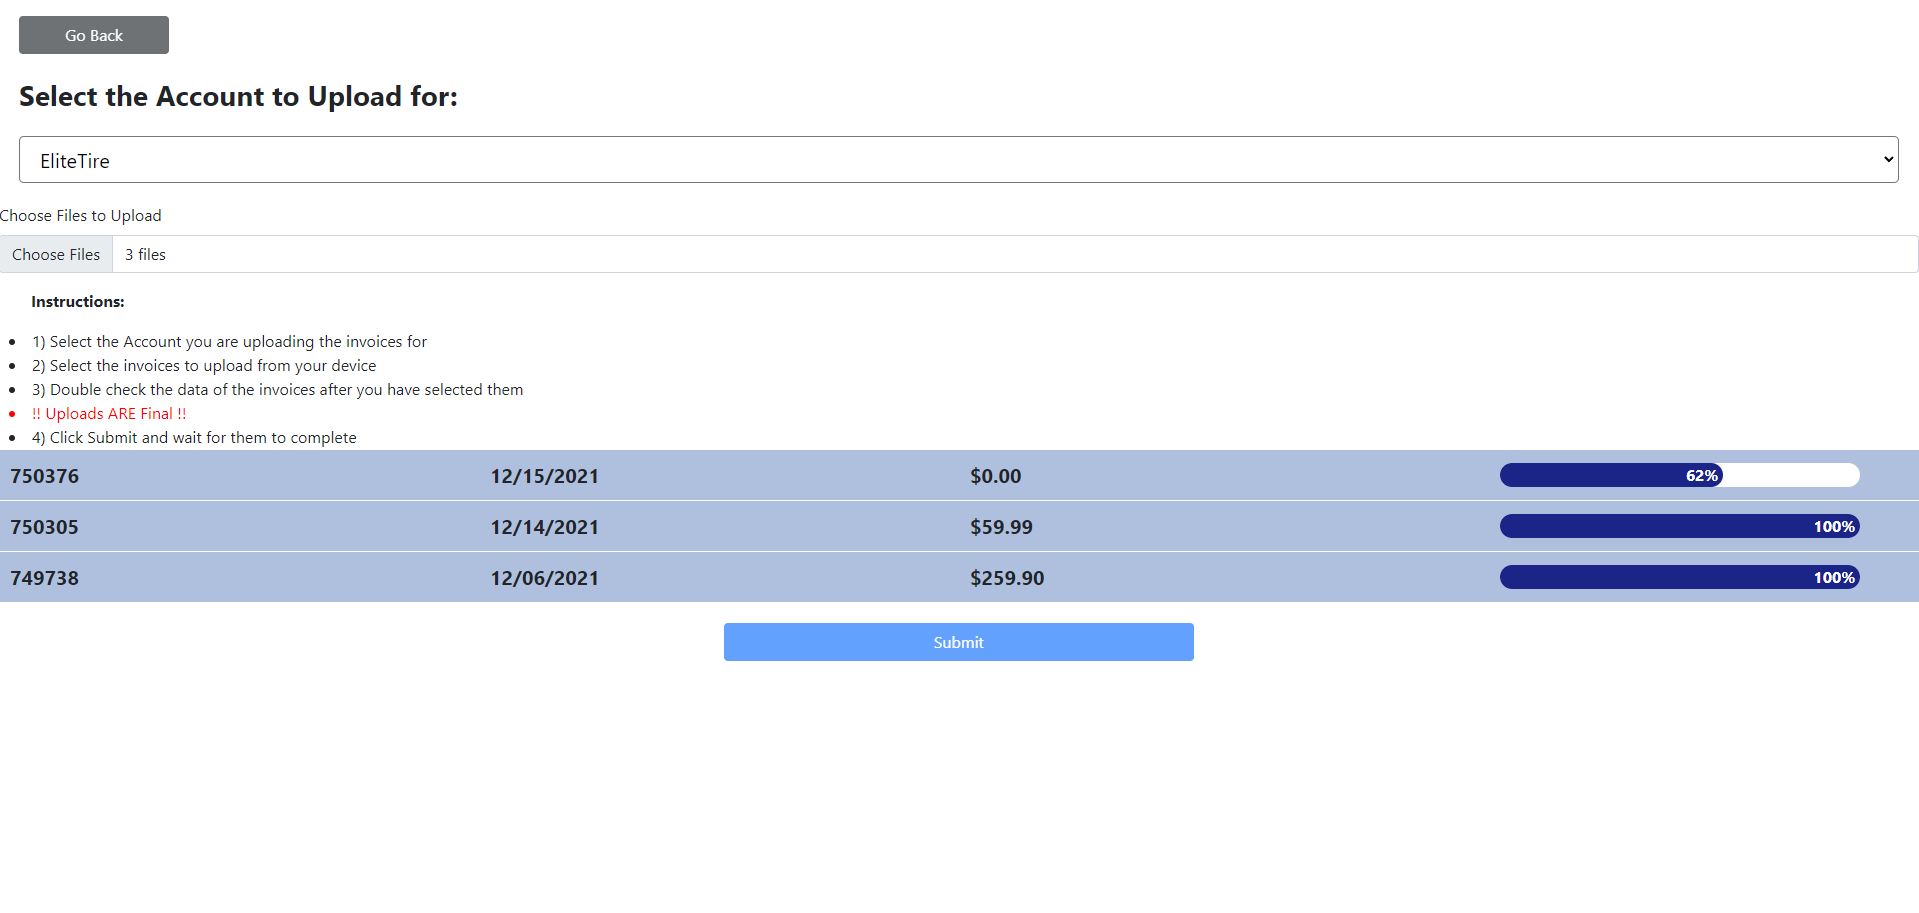 Go Back
Select the Account to Upload for:
EliteTire
Choose Files to Upload
Choose Files 3 files
Instructions:
1) Select the Account you are uploading the invoices for
2) Select the invoices to upload from your device
3) Double check the data of the invoices after you have selected them
!! Uploads ARE Final !!
4) Click Submit and wait for them to complete
750376 12/15/2021 $0.00 62%
750305 12/14/2021 $59.99 100%
749738 12/06/2021 $259.90 100%
Submit